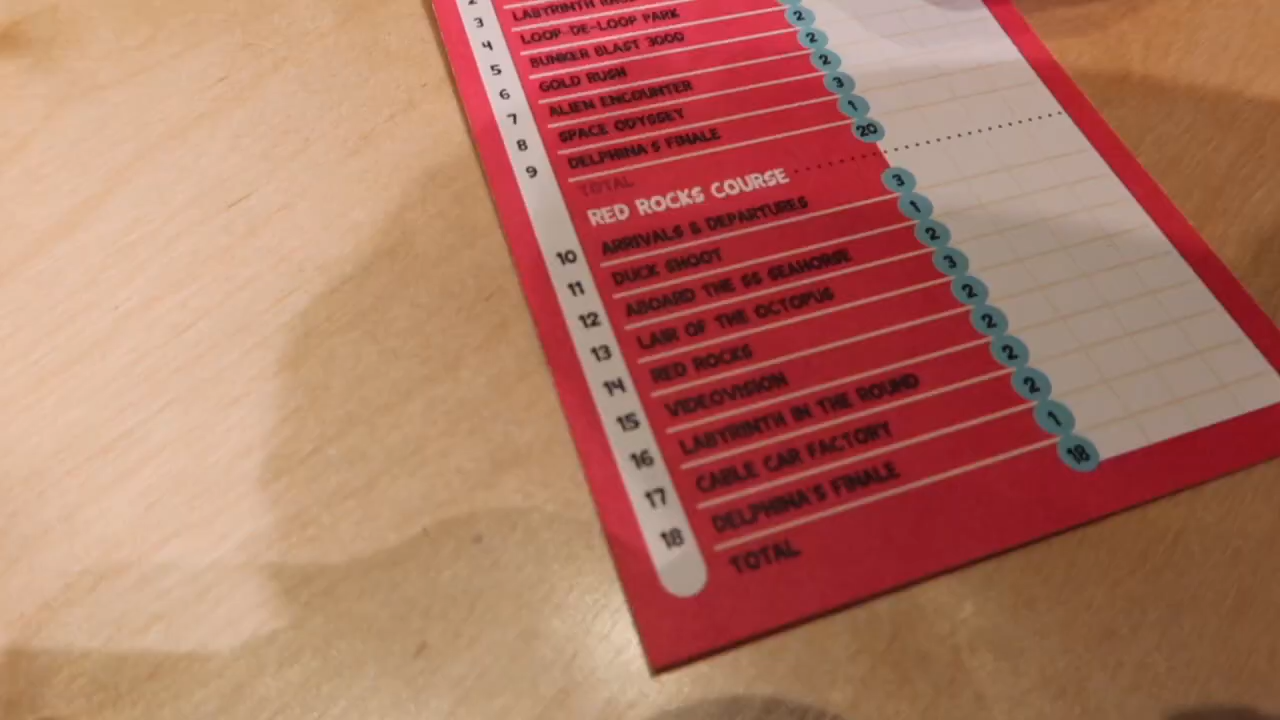 2
3 LABYRINTH
4 LOOP-DE-LOOP PARK
5 BUNKER BLAST 3000 2
6 GOLD RUSH 2
7 ALIEN ENCOUNTER 2
8 SPACE ODYSSEY 3
9 DELPHINA'S FINALE 1
TOTAL 20
RED ROCKS COURSE
10 ARRIVALS & DEPARTURES 3
11 DUCK SHOOT 1
12 ABOARD THE SS SEAHORSE 2
13 LAIR OF THE OCTOPUS 3
14 RED ROCKS 2
15 VIDEOVISION 2
16 LABYRINTH IN THE ROUND 2
17 CABLE CAR FACTORY 2
18 DELPHINA'S FINALE 1
TOTAL 18